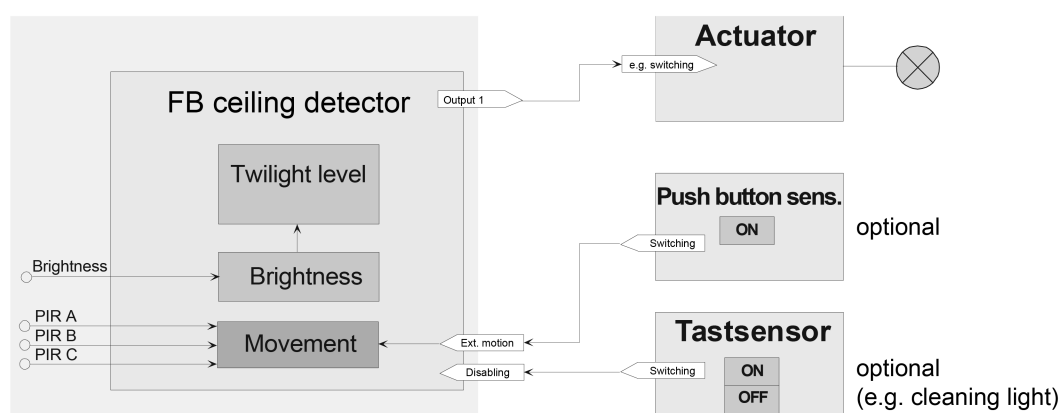 Actuator
e.g. switching
FB ceiling detector
Output 1
Twilight level
Push button sens.
ON
optional
Switching
Brightness
Brightness
PIR A
PIR B
PIR C
Movement
Ext. motion
Tastsensor
Disabling
Switching
ON
OFF
optional
(e.g. cleaning light)